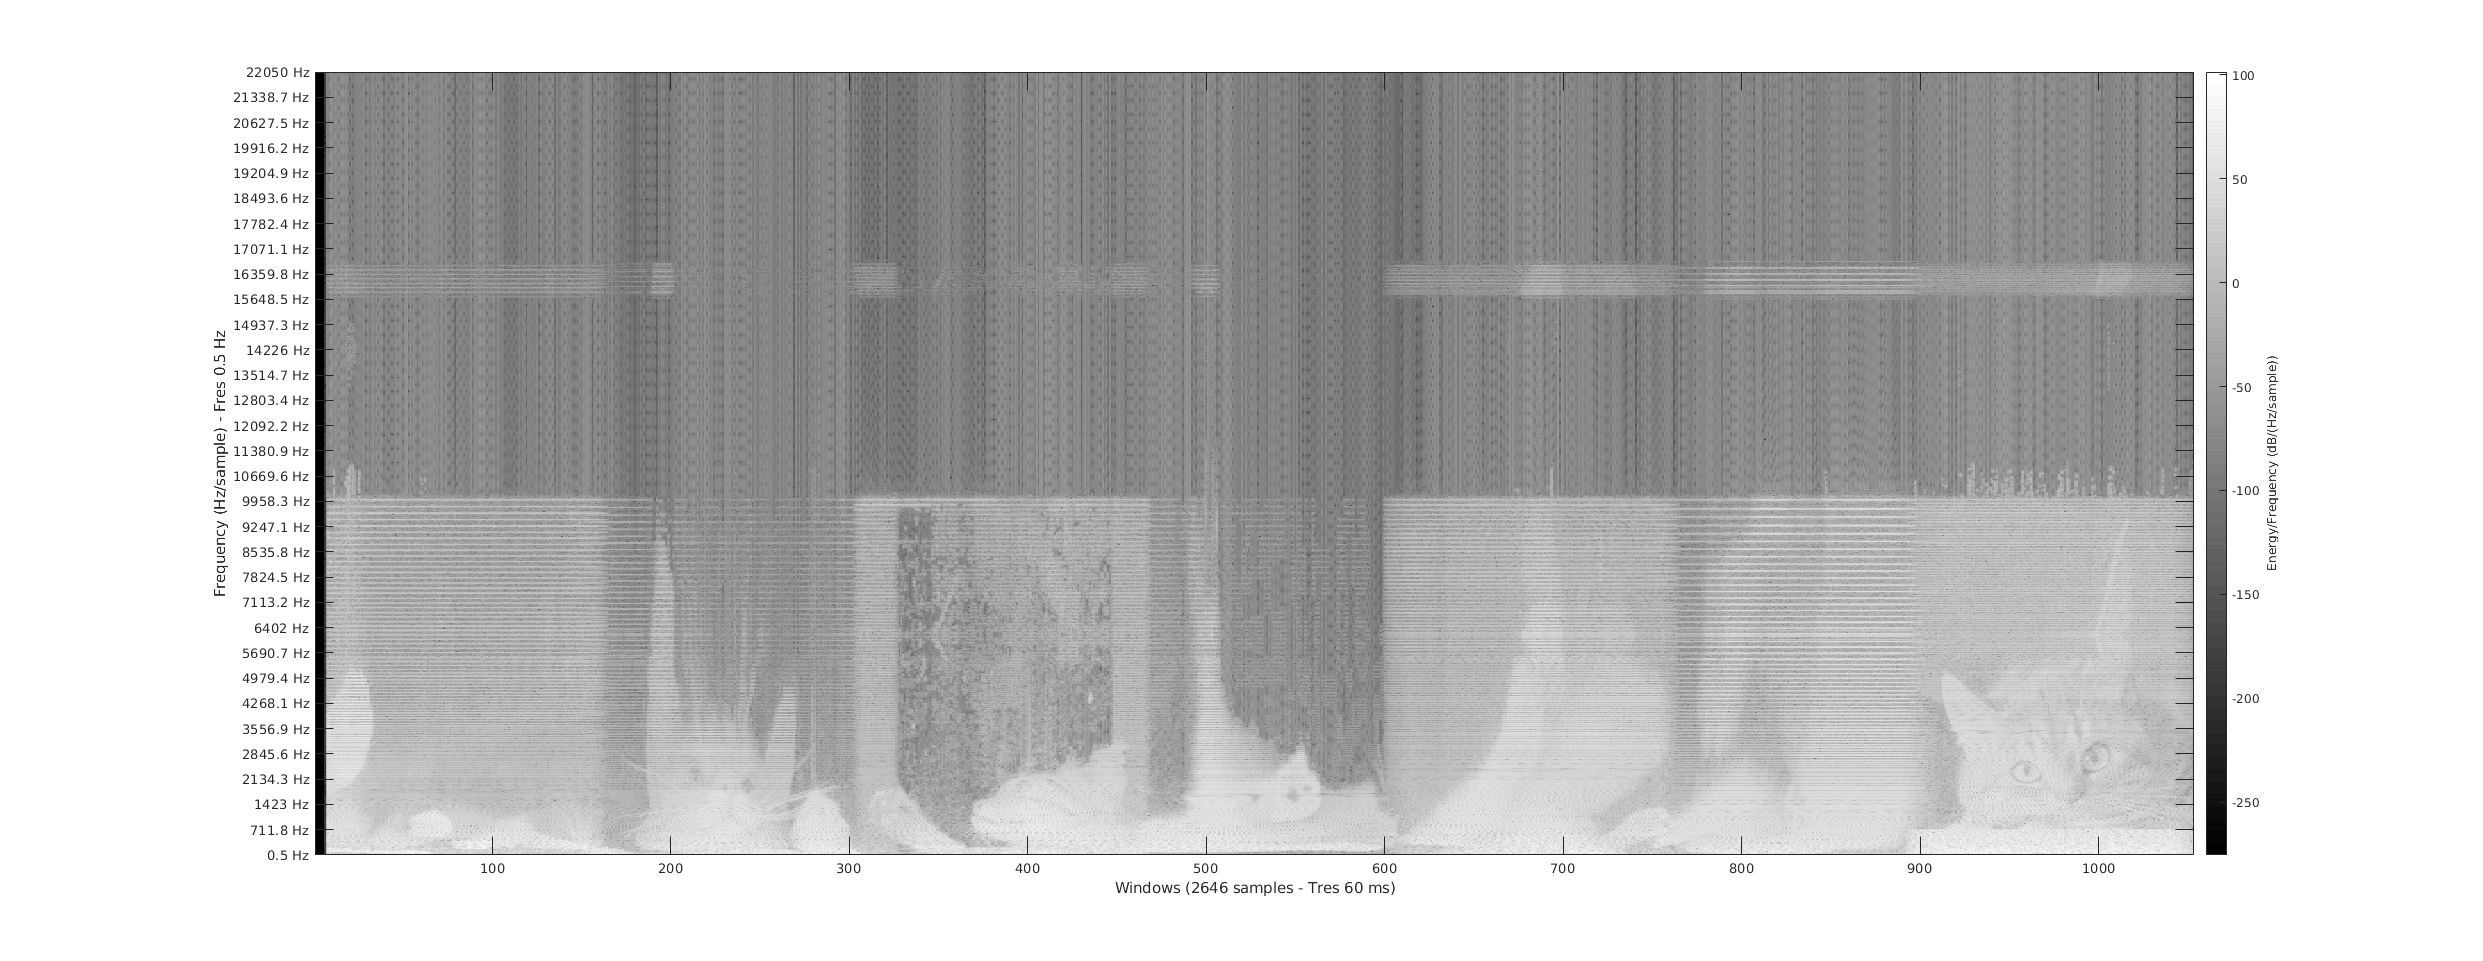 22050 Hz
21338.7 Hz
20627.5 Hz
19916.2 Hz
19204.9 Hz
18493.6 Hz
17782.4 Hz
17071.1 Hz
16359.8 Hz
15648.5 Hz
14937.3 Hz
14226 Hz
13514.7 Hz
12803.4 Hz
12092.2 Hz
11380.9 Hz
10669.6 Hz
9958.3 Hz
9247.1 Hz
8535.8 Hz
7824.5 Hz
7113.2 Hz
6402 Hz
5690.7 Hz
4979.4 Hz
4268.1 Hz
3556.9 Hz
2845.6 Hz
2134.3 Hz
1423 Hz
711.8 Hz
0.5 Hz
Frequency (Hz/sample) - Fres 0.5 Hz
100 200 300 400 500 600 700 800 900 1000
Windows (2646 samples - Tres 60 ms)
100
50
0
-50
-100
-150
-200
-250
Energy/Frequency (dB/(Hz/sample))